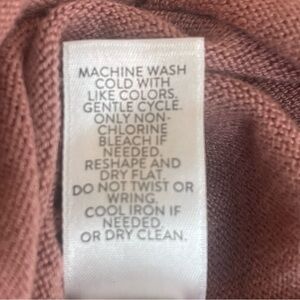 MACHINE WASH
COLD WITH
LIKE COLORS.
GENTLE CYCLE.
ONLY NON-
CHLORINE
BLEACH IF
NEEDED.
RESHAPE AND
DRY FLAT.
DO NOT TWIST OR
WRING.
COOL IRON IF
NEEDED.
OR DRY CLEAN.